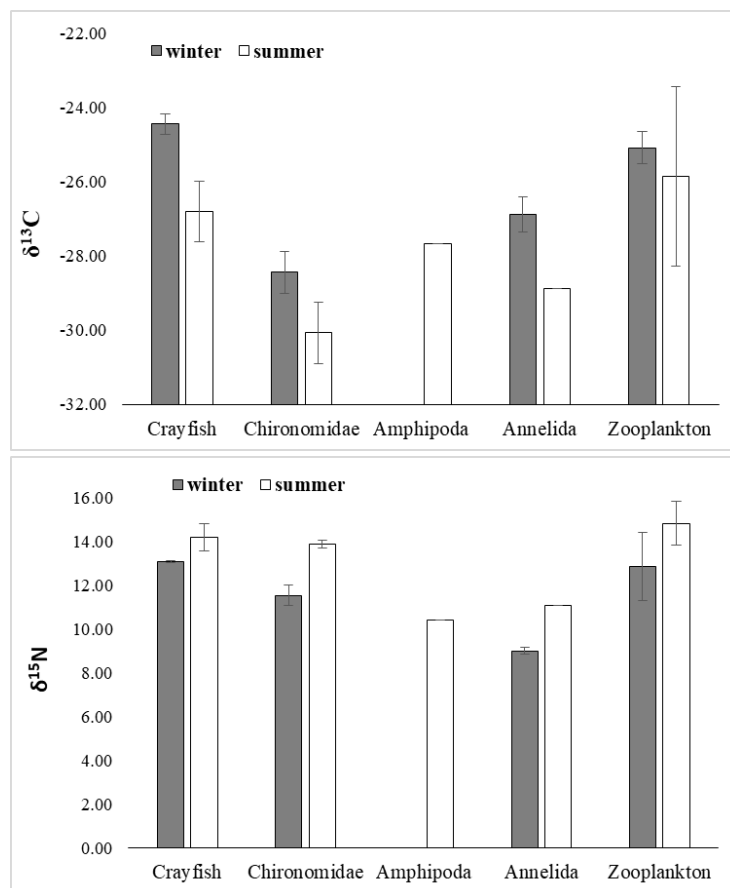 -22.00
winter summer
-24.00
-26.00
δ¹³C
-28.00
-30.00
-32.00
Crayfish Chironomidae Amphipoda Annelida Zooplankton
16.00
winter summer
14.00
12.00
10.00
δ¹⁵N
8.00
6.00
4.00
2.00
0.00
Crayfish Chironomidae Amphipoda Annelida Zooplankton